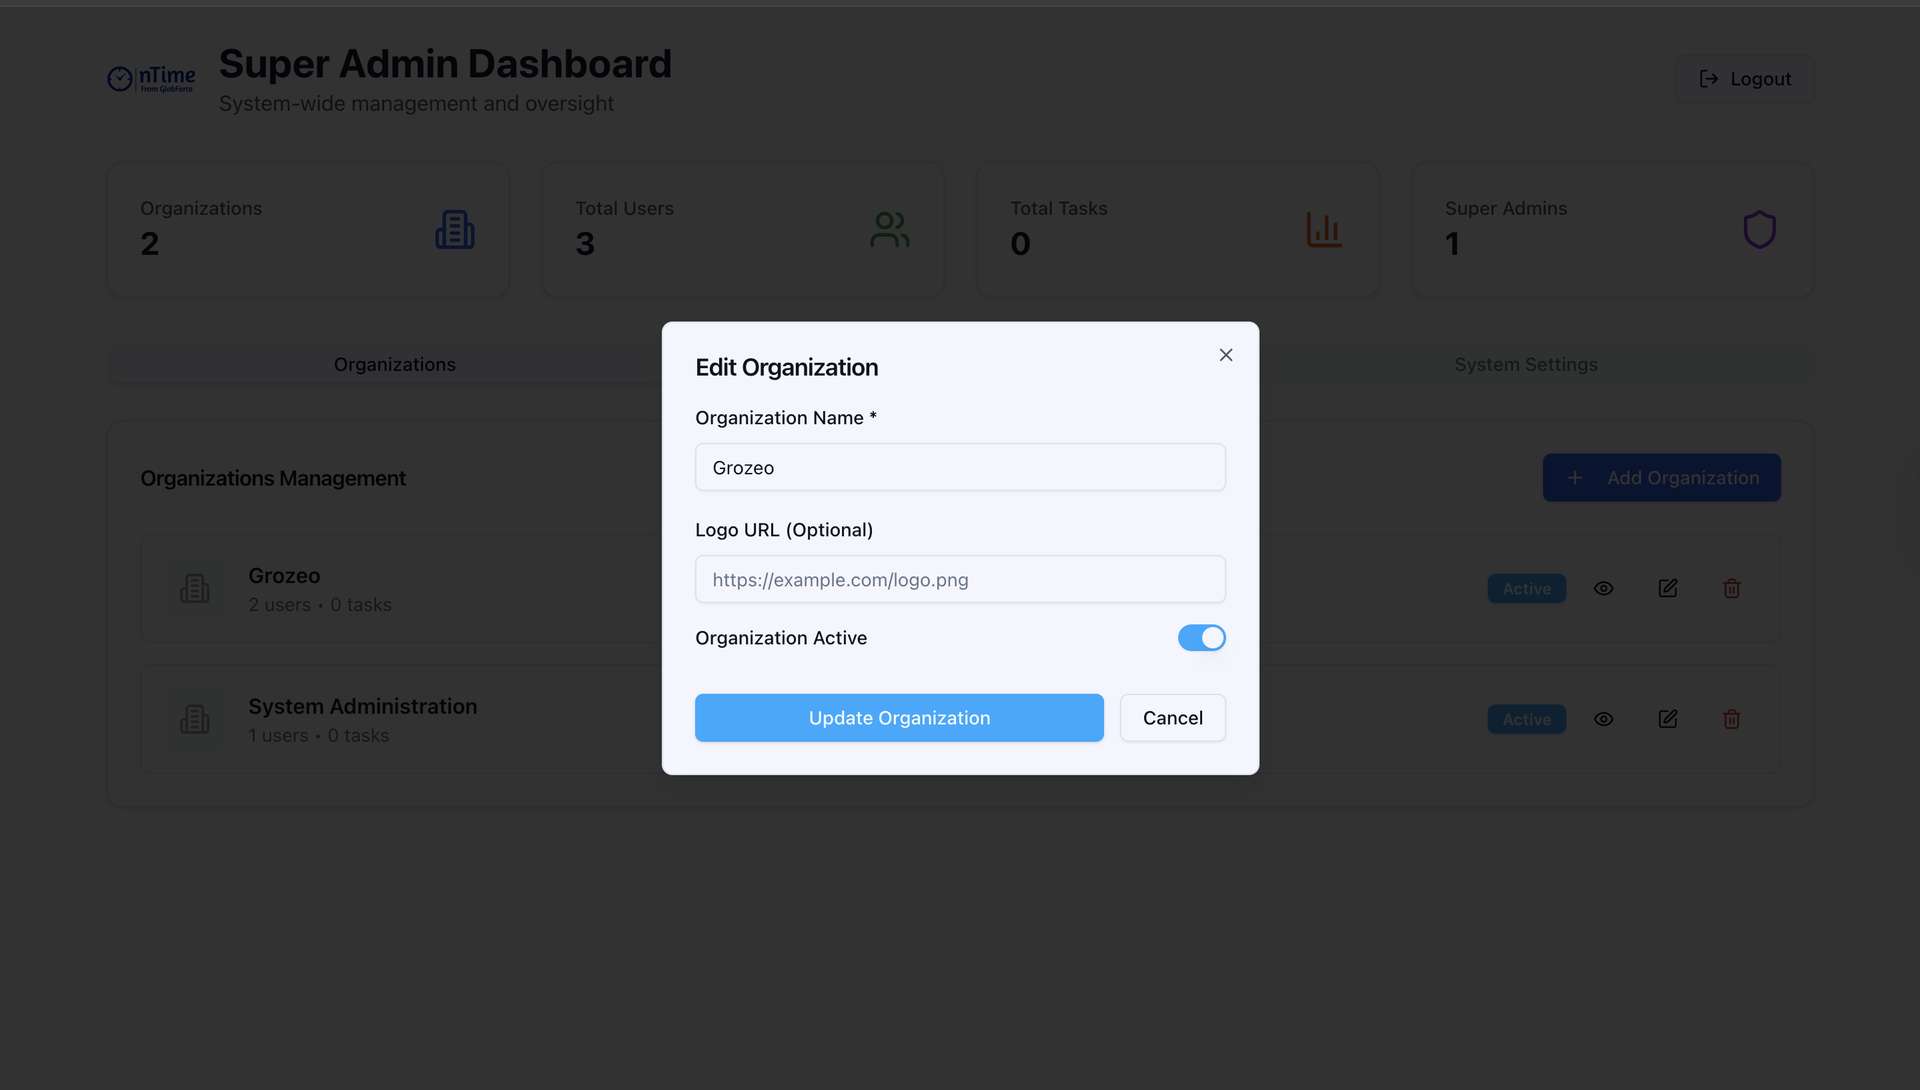 nTime
from GlobForce
Super Admin Dashboard
System-wide management and oversight
Logout
Organizations
2
Total Users
3
Total Tasks
0
Super Admins
1
Organizations
System Settings
Organizations Management
Add Organization
Grozeo
2 users • 0 tasks
Active
System Administration
1 users • 0 tasks
Active
Edit Organization
Organization Name *
Grozeo
Logo URL (Optional)
https://example.com/logo.png
Organization Active
Update Organization
Cancel